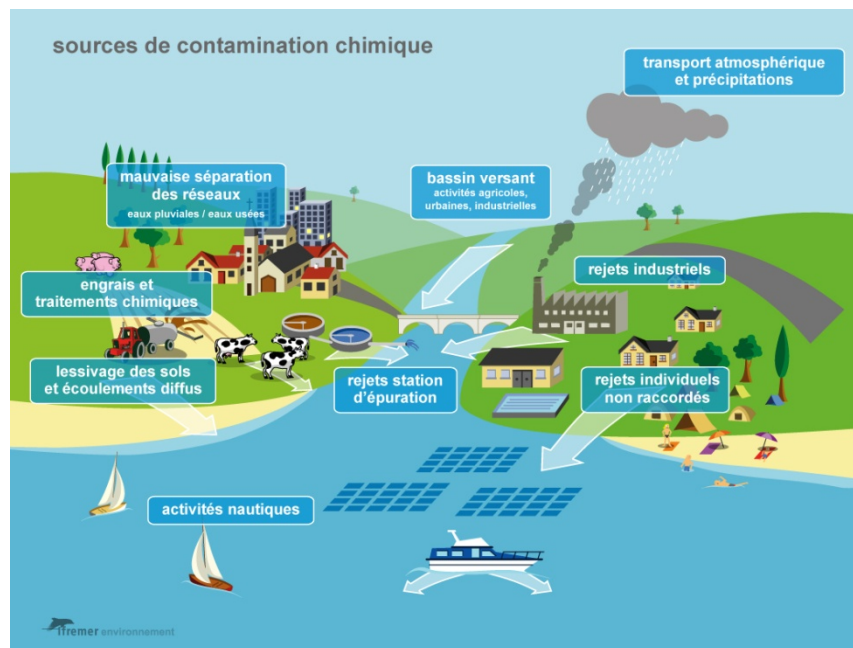 sources de contamination chimique
transport atmosphérique
et précipitations
mauvaise séparation
des réseaux
eaux pluviales / eaux usées
bassin versant
activités agricoles,
urbaines, industrielles
engrais et
traitements chimiques
rejets industriels
lessivage des sols
et écoulements diffus
rejets station
d'épuration
rejets individuels
non raccordés
activités nautiques
ifremer environnement